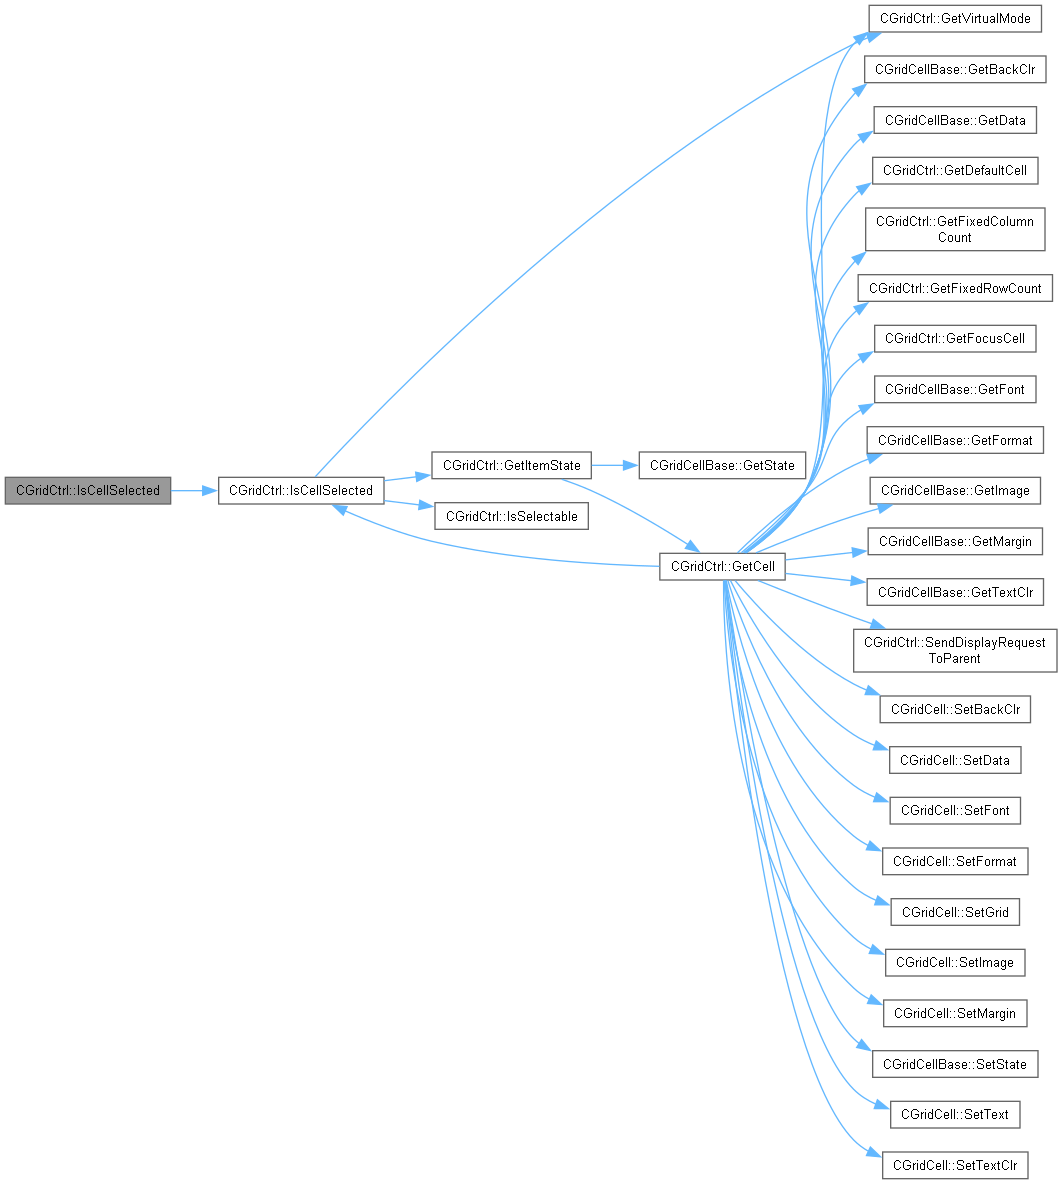 CGridCtrl::GetVirtualMode
CGridCellBase::GetBackClr
CGridCellBase::GetData
CGridCtrl::GetDefaultCell
CGridCtrl::GetFixedColumn
Count
CGridCtrl::GetFixedRowCount
CGridCtrl::GetFocusCell
CGridCellBase::GetFont
CGridCellBase::GetFormat
CGridCtrl::IsCellSelected
CGridCtrl::IsCellSelected
CGridCtrl::GetItemState
CGridCellBase::GetState
CGridCellBase::GetImage
CGridCtrl::IsSelectable
CGridCellBase::GetMargin
CGridCtrl::GetCell
CGridCellBase::GetTextClr
CGridCtrl::SendDisplayRequest
ToParent
CGridCell::SetBackClr
CGridCell::SetData
CGridCell::SetFont
CGridCell::SetFormat
CGridCell::SetGrid
CGridCell::SetImage
CGridCell::SetMargin
CGridCellBase::SetState
CGridCell::SetText
CGridCell::SetTextClr